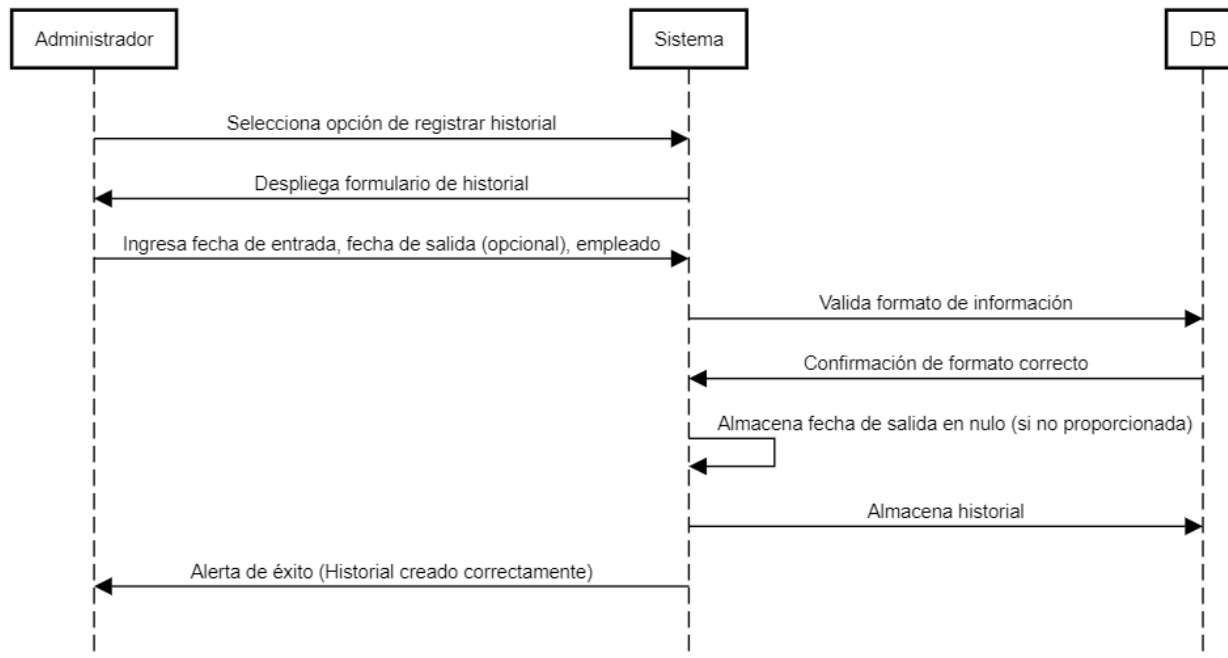 Administrador
Sistema
DB
Selecciona opción de registrar historial
Despliega formulario de historial
Ingresa fecha de entrada, fecha de salida (opcional), empleado
Valida formato de información
Confirmación de formato correcto
Almacena fecha de salida en nulo (si no proporcionada)
Almacena historial
Alerta de éxito (Historial creado correctamente)